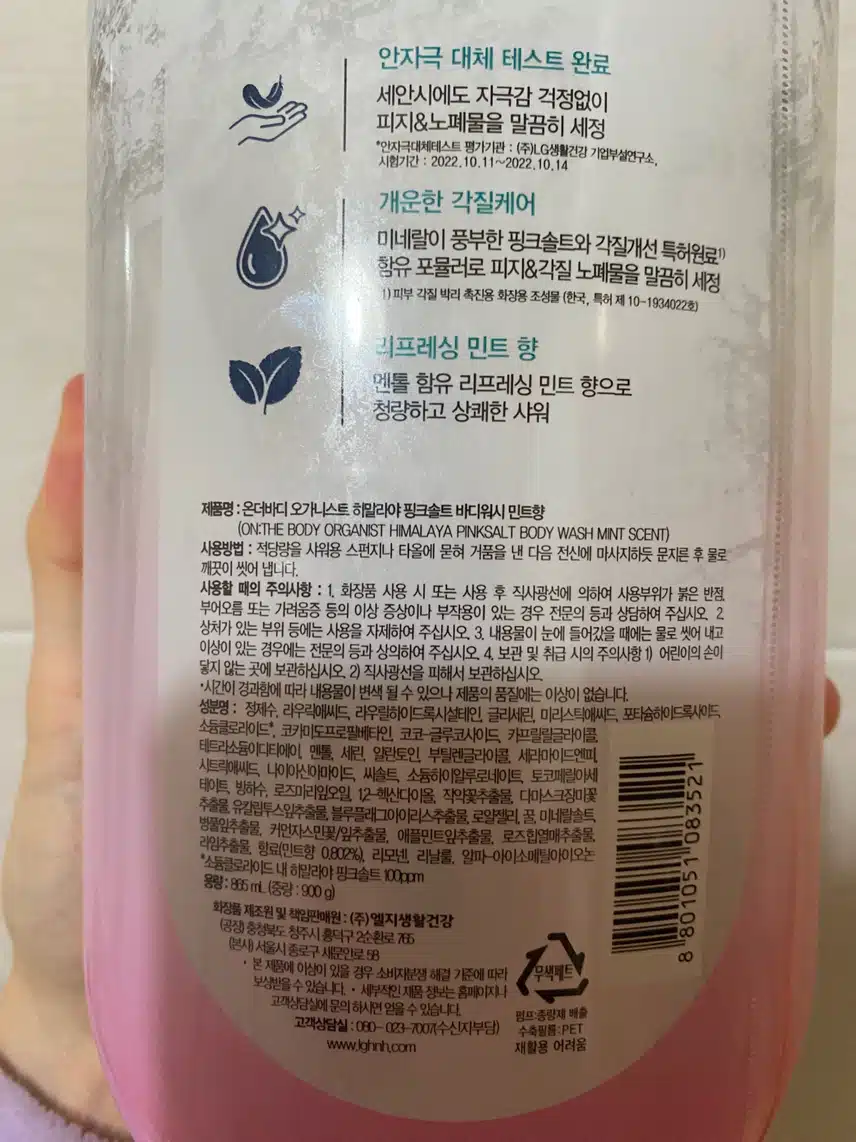 안자극 대체 테스트 완료
세안시에도 자극감 걱정없이
피지&노폐물을 말끔히 세정
*안자극대체테스트 평가기관 : (주)LG생활건강 기업부설연구소,
시험기간 : 2022.10.11~2022.10.14
개운한 각질케어
미네랄이 풍부한 핑크솔트와 각질개선 특허원료1)
함유 포뮬러로 피지&각질 노폐물을 말끔히 세정
1) 피부 각질 박리 촉진용 화장용 조성물 (한국, 특허 제 10-1934022호)
리프레싱 민트 향
멘톨 함유 리프레싱 민트 향으로
청량하고 상쾌한 샤워
제품명 : 온더바디 오가니스트 히말라야 핑크솔트 바디워시 민트향
(ON:THE BODY ORGANIST HIMALAYA PINKSALT BODY WASH MINT SCENT)
사용방법 : 적당량을 샤워용 스펀지나 타올에 묻혀 거품을 낸 다음 전신에 마사지하듯 문지른 후 물로
깨끗이 씻어 냅니다.
사용할 때의 주의사항 : 1. 화장품 사용 시 또는 사용 후 직사광선에 의하여 사용부위가 붉은 반점,
부어오름 또는 가려움증 등의 이상 증상이나 부작용이 있는 경우 전문의 등과 상담하여 주십시오. 2.
상처가 있는 부위 등에는 사용을 자제하여 주십시오. 3. 내용물이 눈에 들어갔을 때에는 물로 씻어 내고
이상이 있는 경우에는 전문의 등과 상의하여 주십시오. 4. 보관 및 취급 시의 주의사항 1) 어린이의 손이
닿지 않는 곳에 보관하십시오. 2) 직사광선을 피해서 보관하십시오.
*시간이 경과함에 따라 내용물이 변색 될 수 있으나 제품의 품질에는 이상이 없습니다.
성분명 : 정제수, 라우릭애씨드, 라우릴하이드록시설테인, 글리세린, 미리스틱애씨드, 포타슘하이드록사이드,
소듐클로라이드*, 코카미도프로필베타인, 코코-글루코사이드, 카프릴릴글라이콜,
테트라소듐이디티에이, 멘톨, 세린, 알란토인, 부틸렌글라이콜, 세라마이드엔피,
시트릭애씨드, 나이아신아마이드, 씨솔트, 소듐하이알루로네이트, 토코페릴아세
테이트, 빙하수, 로즈마리잎오일, 1,2-헥산다이올, 작약꽃추출물, 다마스크장미꽃
추출물, 유칼립투스잎추출물, 블루플래그아이리스추출물, 로얄젤리, 꿀, 미네랄솔트,
병풀잎추출물, 커먼자스민꽃/잎추출물, 애플민트잎추출물, 로즈힙열매추출물,
라임추출물, 향료(민트향 0.802%), 리모넨, 리날룰, 알파-아이소메틸아이오논
*소듐클로라이드 내 히말라야 핑크솔트 100ppm
용량 : 865 mL (중량 : 900 g)
화장품 제조원 및 책임판매원 : (주)엘지생활건강
(공장) 충청북도 청주시 흥덕구 2순환로 765
(본사) 서울시 종로구 새문안로 58
• 본 제품에 이상이 있을 경우 소비자분쟁 해결 기준에 따라
보상받을 수 있습니다. • 세부적인 제품 정보는 홈페이지나
고객상담실에 문의 하시면 얻을 수 있습니다.
고객상담실 : 080-023-7007(수신자부담)
www.lghnh.com
8 801051 083521
무색페트
펌프:종량제 배출
수축필름:PET
재활용 어려움